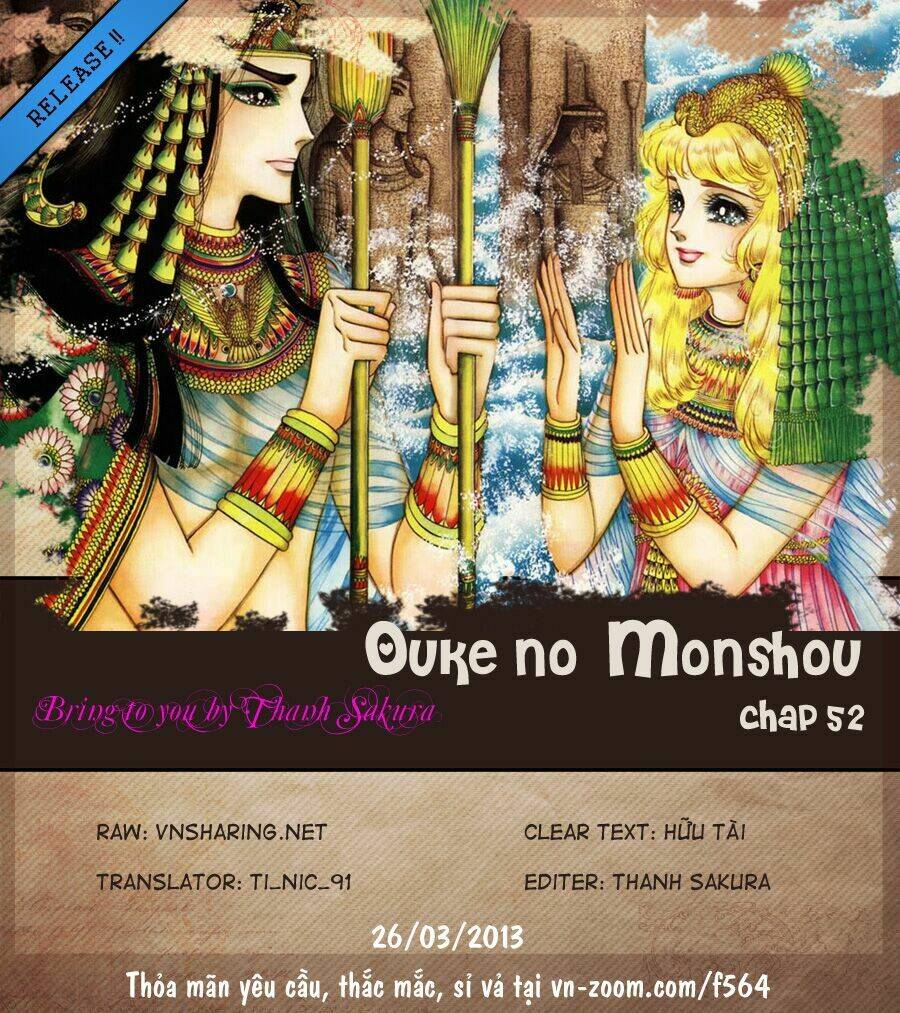 RELEASE !!
Ouke no Monshou
Bring to you by Thanh Sakura
chap 52
RAW: VNSHARING.NET
CLEAR TEXT: HỮU TÀI
TRANSLATOR: TI_NIC_91
EDITER: THANH SAKURA
26/03/2013
Thỏa mãn yêu cầu, thắc mắc, sỉ vả tại vn-zoom.com/f564